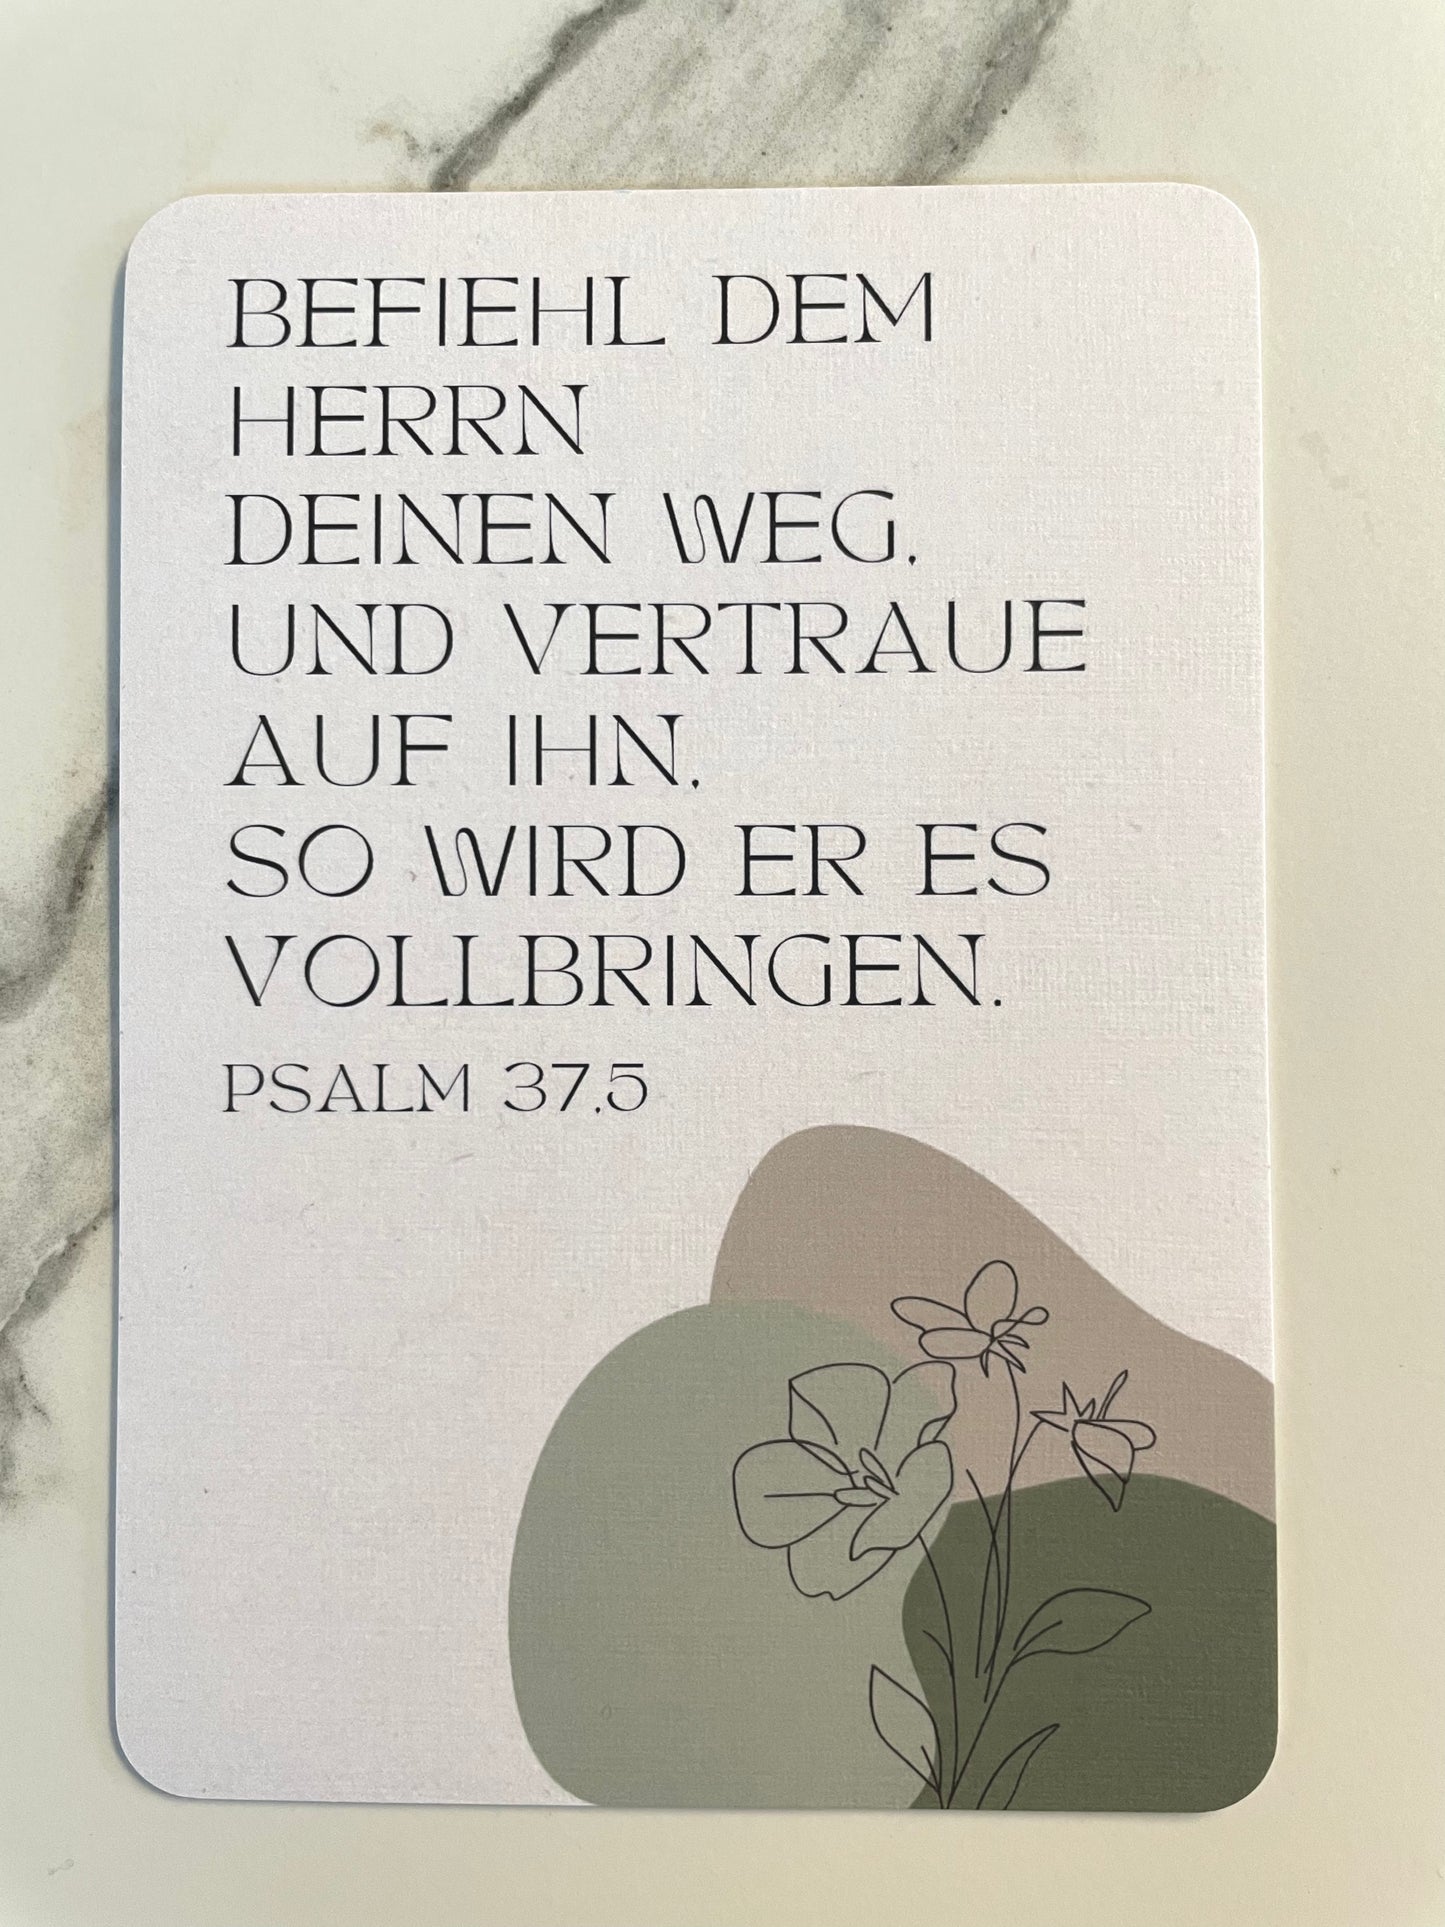 BEFIEHL DEM
HERRN
DEINEN WEG,
UND VERTRAUE
AUF IHN,
SO WIRD ER ES
VOLLBRINGEN.
PSALM 37,5